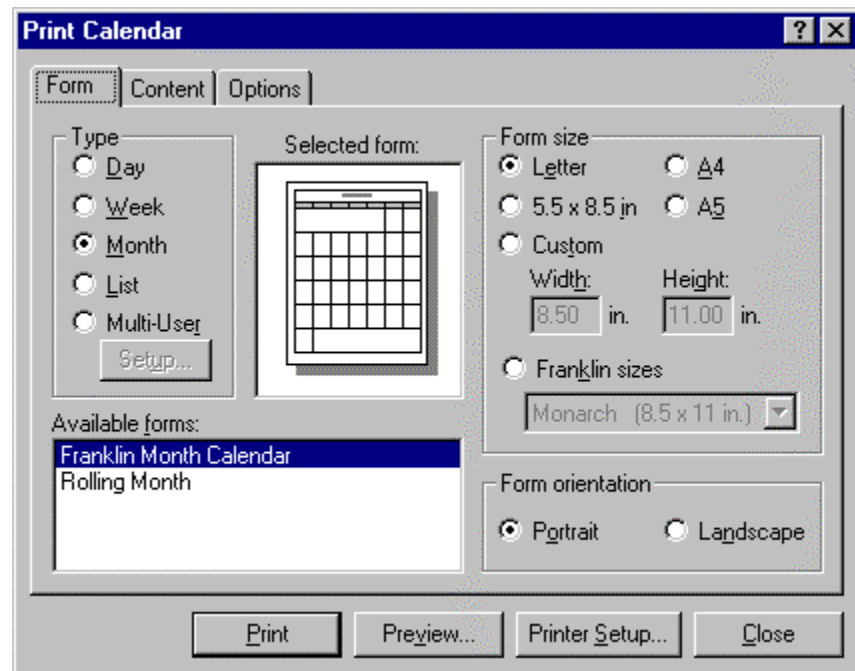 Print Calendar
Form Content Options
Type
Day
Week
Month
List
Multi-User
Setup...
Selected form:
Form size
Letter A4
5.5 x 8.5 in A5
Custom
Width: Height:
8.50 in. 11.00 in.
Franklin sizes
Monarch (8.5 x 11 in.)
Available forms:
Franklin Month Calendar
Rolling Month
Form orientation
Portrait Landscape
Print Preview... Printer Setup... Close